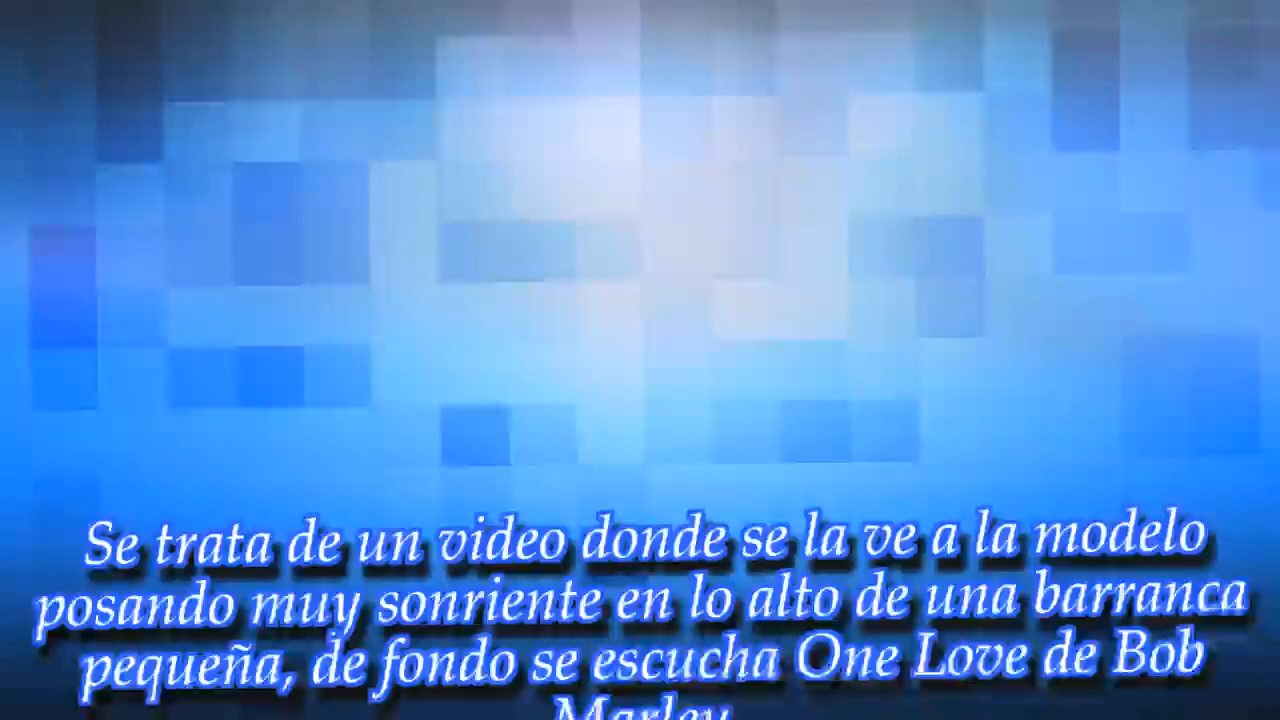 Se trata de un video donde se la ve a la modelo
posando muy sonriente en lo alto de una barranca
pequeña, de fondo se escucha One Love de Bob
Marley